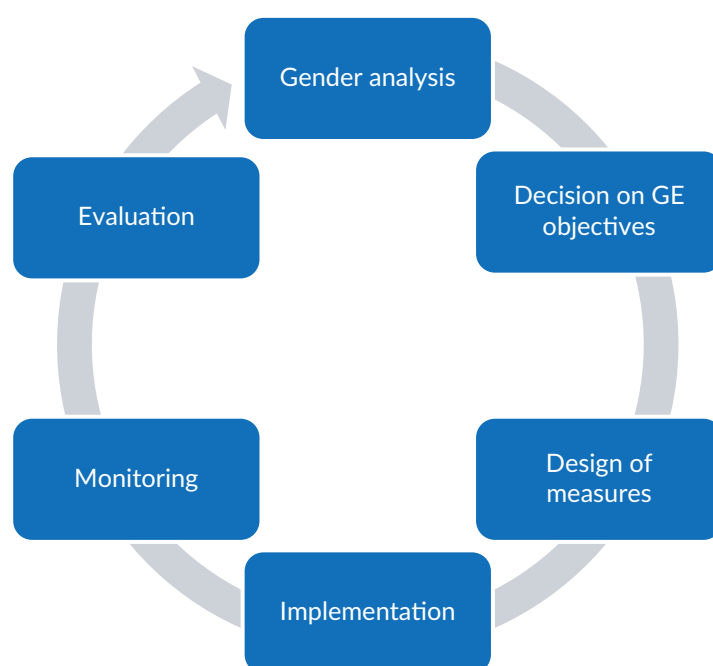 Gender analysis
Decision on GE
objectives
Design of
measures
Implementation
Monitoring
Evaluation